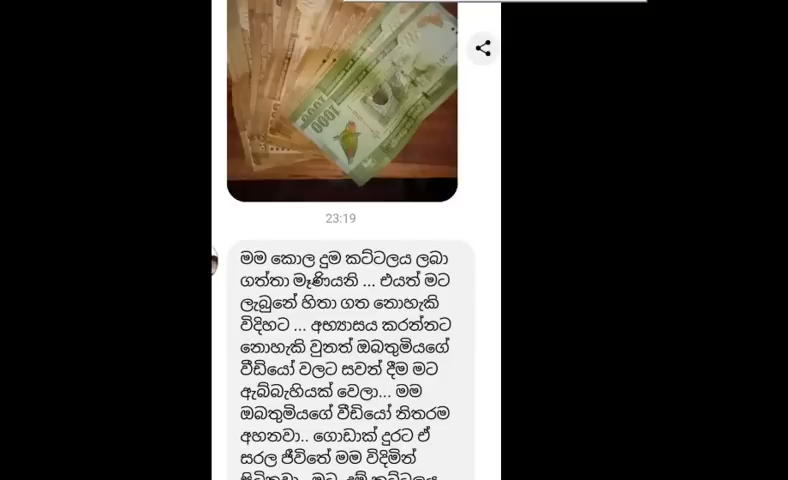 1000
23:19
මම කොල දුම කට්ටලය ලබා
ගත්තා මෑණියනි ... එයත් මට
ලැබුනේ හිතා ගත නොහැකි
විදිහට ... අභ්‍යාසය කරන්නට
නොහැකි වුනත් ඔබතුමියගේ
වීඩියෝ වලට සවන් දීම මට
ඇබ්බැහියක් වෙලා... මම
ඔබතුමියගේ වීඩියෝ නිතරම
අහනවා.. ගොඩාක් දුරට ඒ
සරල ජීවිතේ මම විදිමින්